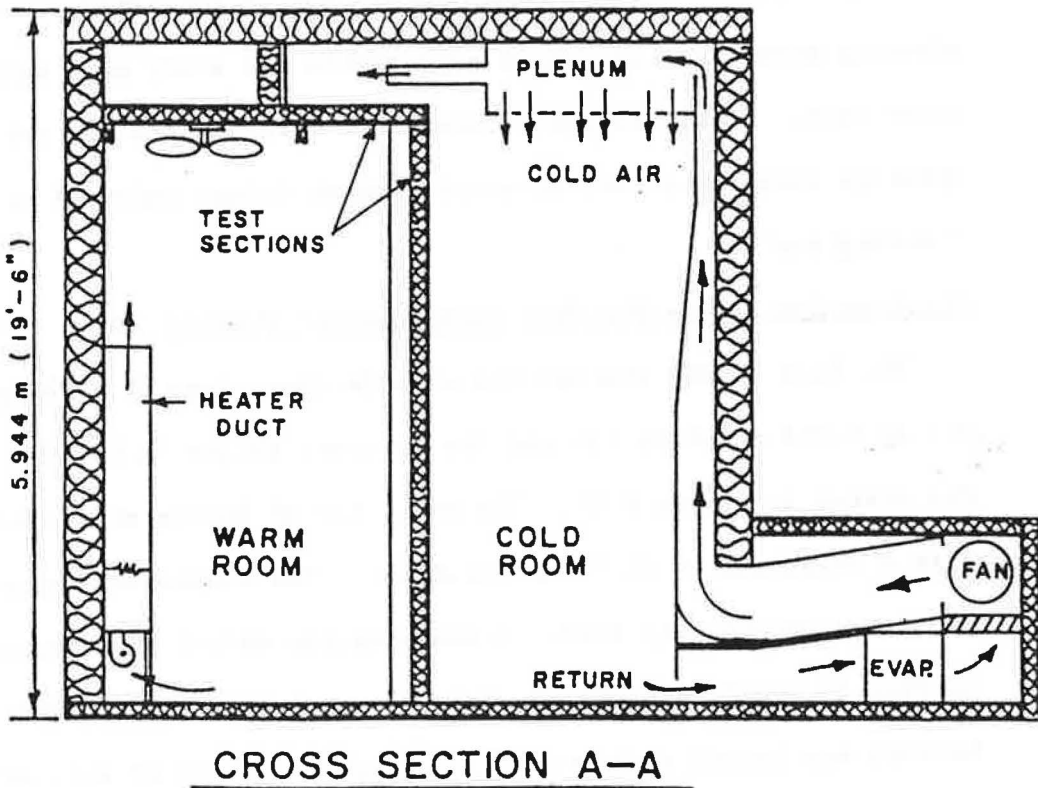 PLENUM
COLD AIR
TEST
SECTIONS
5.944 m (19'-6")
HEATER
DUCT
WARM
ROOM
COLD
ROOM
FAN
RETURN
EVAP.
CROSS SECTION A-A